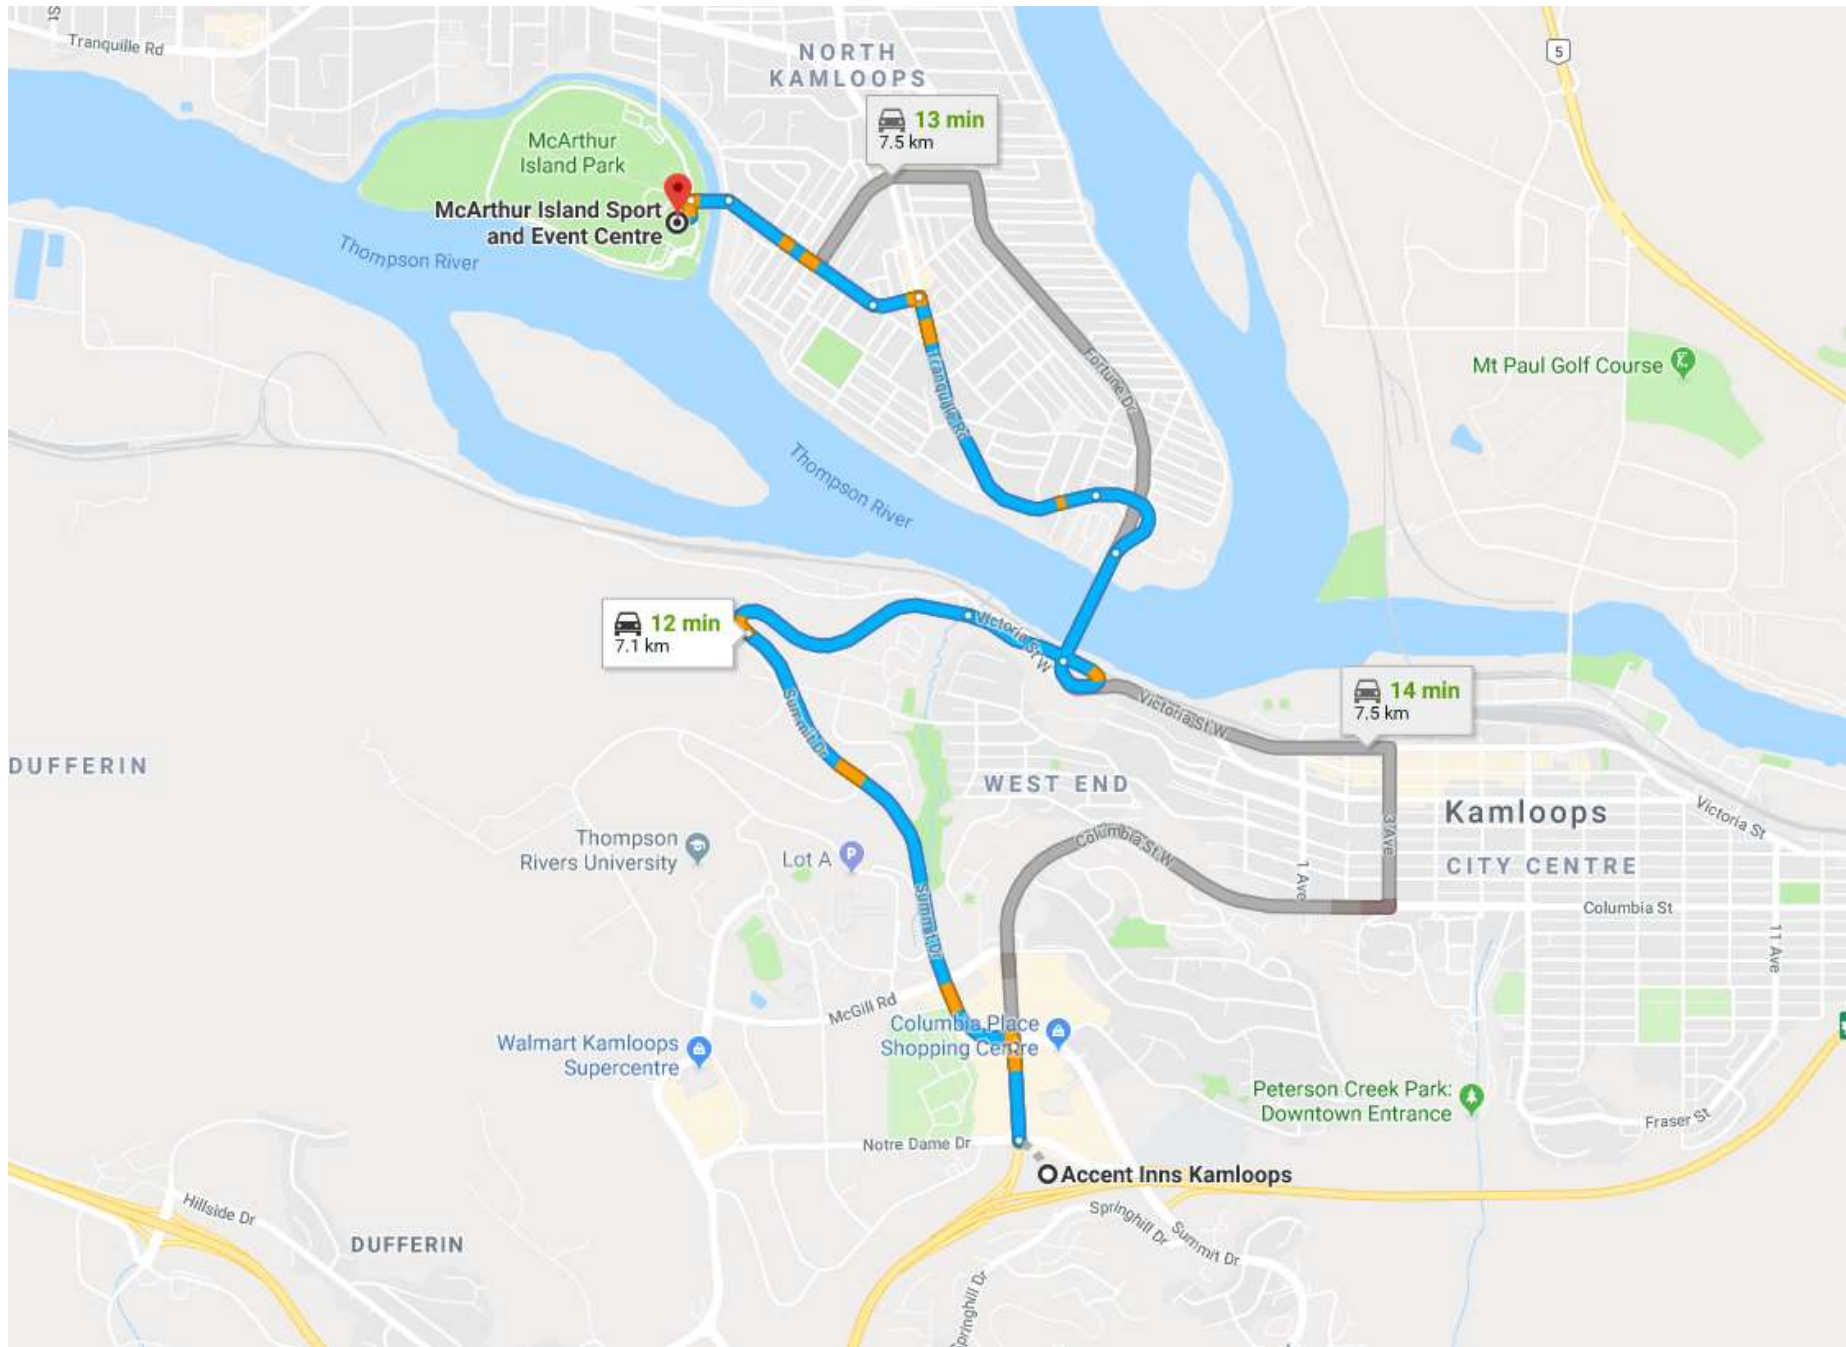 St
Tranquille Rd
NORTH
KAMLOOPS
5
13 min
7.5 km
McArthur
Island Park
McArthur Island Sport
and Event Centre
Thompson River
Fortune Dr
Mt Paul Golf Course
Tranquille Rd
Thompson River
12 min
7.1 km
Victoria St W
14 min
7.5 km
Victoria St W
Summit Dr
DUFFERIN
WEST END
Kamloops
Victoria St
Columbia St W
3 Ave
Thompson
Rivers University
Lot A
P
1 Ave
CITY CENTRE
Columbia St
Summit Dr
11 Ave
McGill Rd
Columbia Place
Shopping Centre
Walmart Kamloops
Supercentre
Peterson Creek Park:
Downtown Entrance
Fraser St
Notre Dame Dr
Accent Inns Kamloops
Hillside Dr
Springhill Dr
Summit Dr
DUFFERIN
Springhill Dr